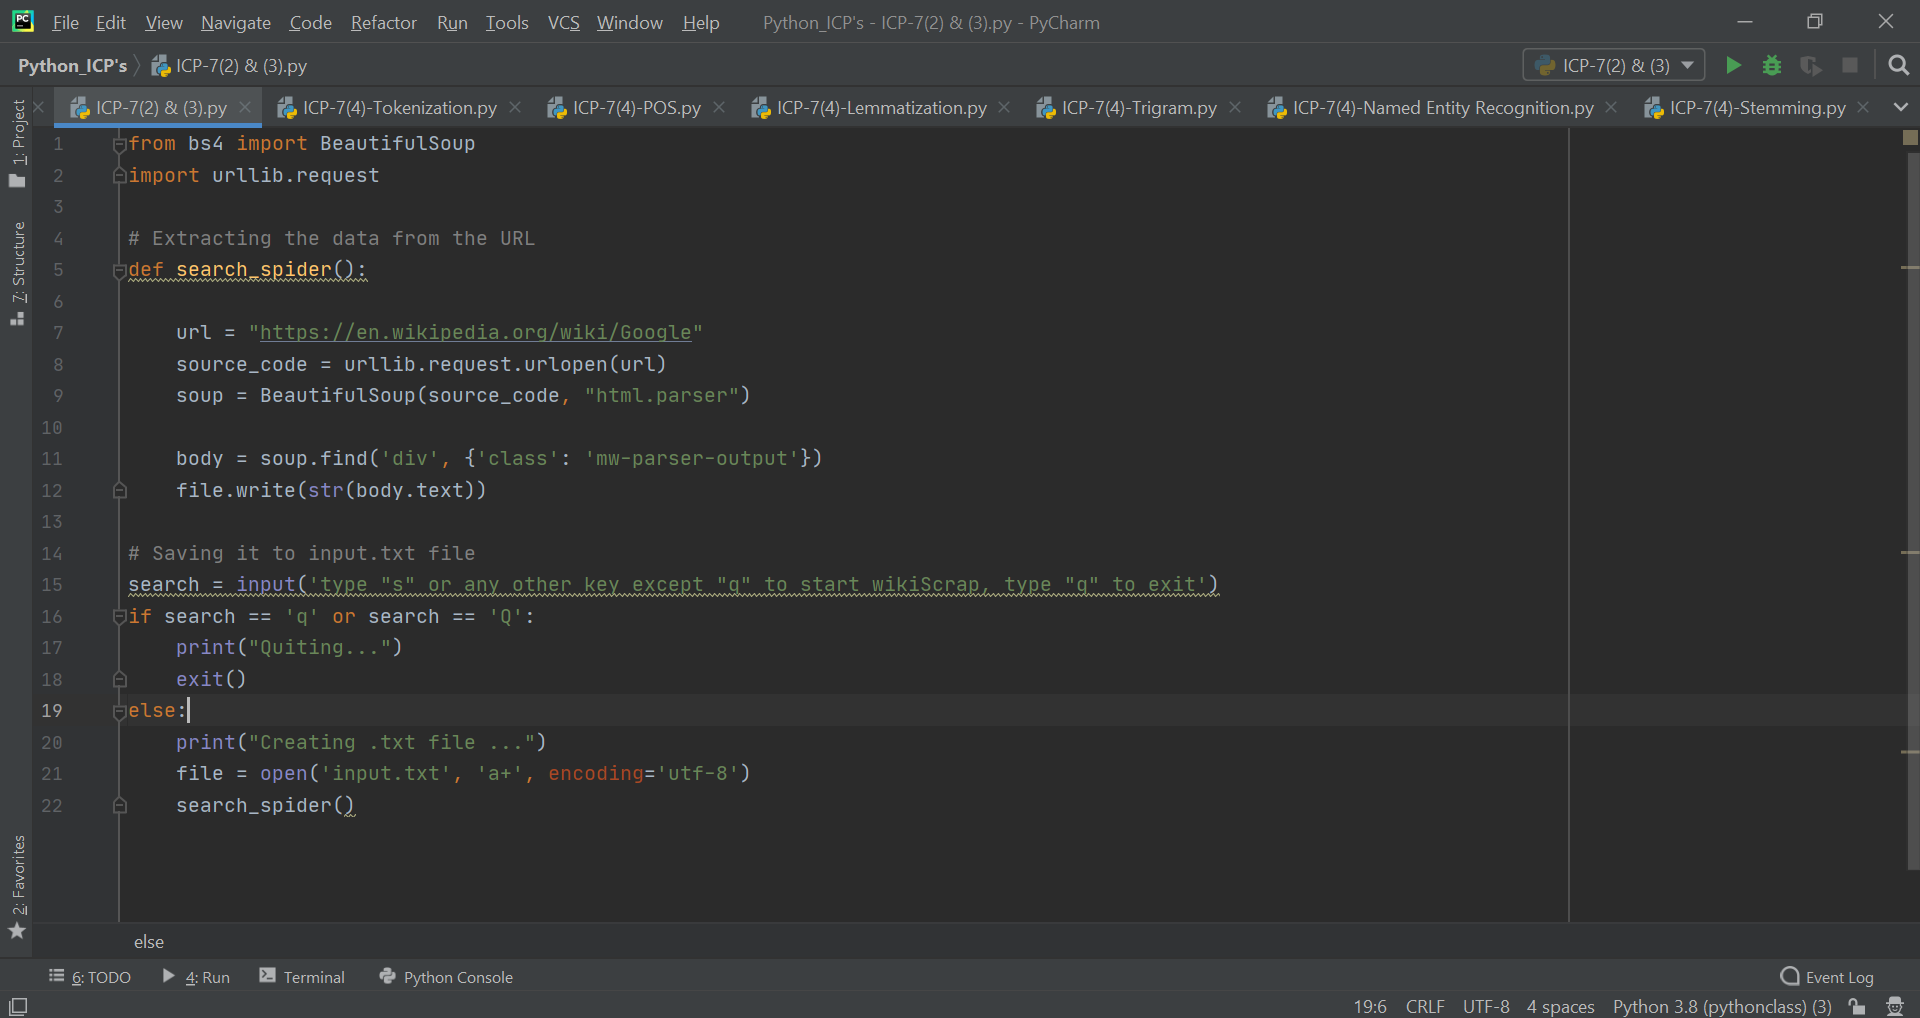 PC File Edit View Navigate Code Refactor Run Tools VCS Window Help Python_ICP's - ICP-7(2) & (3).py - PyCharm
Python_ICP's ICP-7(2) & (3).py ICP-7(2) & (3)
ICP-7(2) & (3).py ICP-7(4)-Tokenization.py ICP-7(4)-POS.py ICP-7(4)-Lemmatization.py ICP-7(4)-Trigram.py ICP-7(4)-Named Entity Recognition.py ICP-7(4)-Stemming.py
1: Project
7: Structure
2: Favorites
1 from bs4 import BeautifulSoup
2 import urllib.request
3
4 # Extracting the data from the URL
5 def search_spider():
6
7     url = "https://en.wikipedia.org/wiki/Google"
8     source_code = urllib.request.urlopen(url)
9     soup = BeautifulSoup(source_code, "html.parser")
10
11     body = soup.find('div', {'class': 'mw-parser-output'})
12     file.write(str(body.text))
13
14 # Saving it to input.txt file
15 search = input('type "s" or any other key except "q" to start wikiScrap, type "q" to exit')
16 if search == 'q' or search == 'Q':
17     print("Quiting...")
18     exit()
19 else:
20     print("Creating .txt file ...")
21     file = open('input.txt', 'a+', encoding='utf-8')
22     search_spider()
else
6: TODO 4: Run Terminal Python Console Event Log
19:6 CRLF UTF-8 4 spaces Python 3.8 (pythonclass) (3)